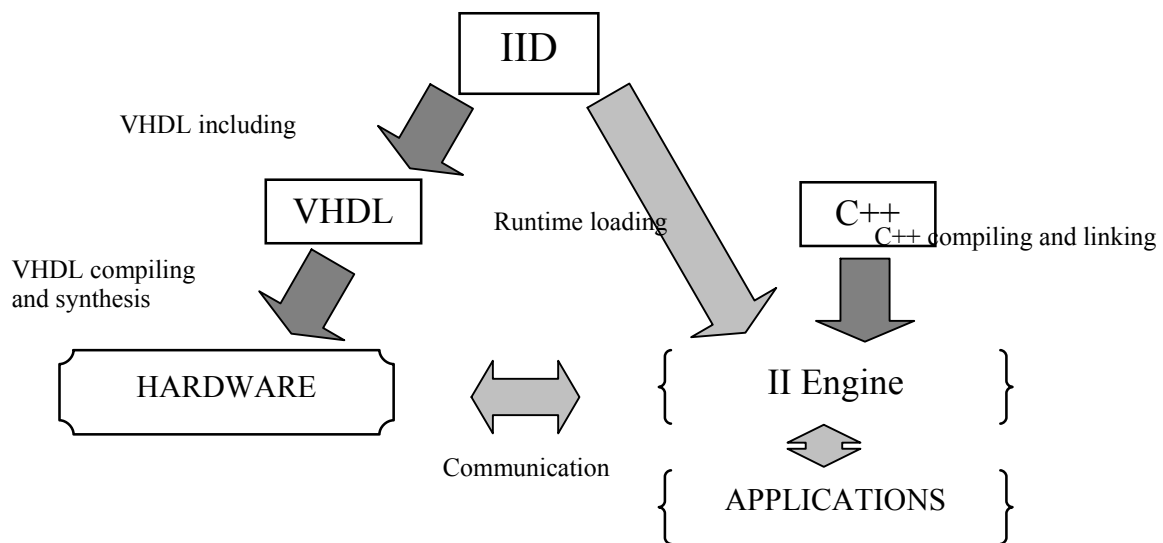 IID
VHDL including
VHDL
Runtime loading
C++
C++ compiling and linking
VHDL compiling
and synthesis
HARDWARE
II Engine
Communication
APPLICATIONS